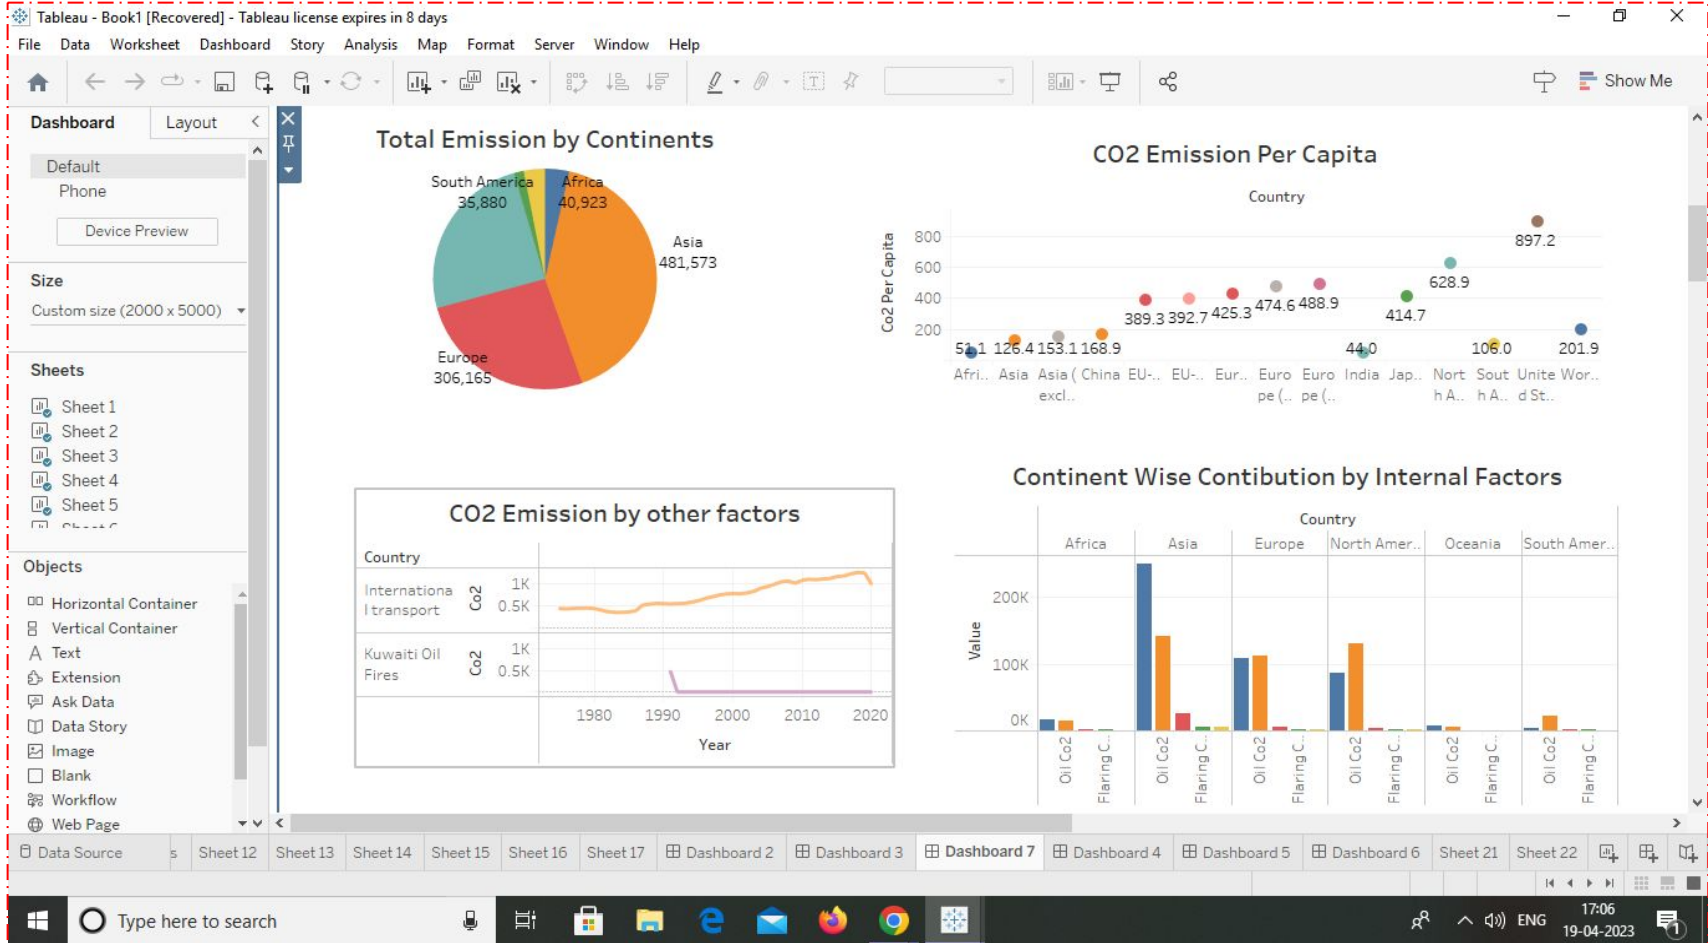 Tableau - Book1 [Recovered] - Tableau license expires in 8 days
File Data Worksheet Dashboard Story Analysis Map Format Server Window Help
Show Me
Dashboard Layout
Default
Phone
Device Preview
Size
Custom size (2000 x 5000)
Sheets
Sheet 1
Sheet 2
Sheet 3
Sheet 4
Sheet 5
Objects
Horizontal Container
Vertical Container
Text
Extension
Ask Data
Data Story
Image
Blank
Workflow
Web Page
Total Emission by Continents
South America
35,880
Africa
40,923
Asia
481,573
Europe
306,165
CO2 Emission Per Capita
Country
Co2 Per Capita
800
600
400
200
51.1 126.4 153.1 168.9 389.3 392.7 425.3 474.6 488.9 44.0 414.7 628.9 106.0 897.2 201.9
Afri.. Asia Asia ( China EU-.. EU-.. Eur.. Euro Euro India Jap.. Nort Sout Unite Wor..
excl.. pe (.. pe (.. h A.. h A.. d St..
CO2 Emission by other factors
Country
Internationa
l transport
Co2
1K
0.5K
Kuwaiti Oil
Fires
Co2
1K
0.5K
1980 1990 2000 2010 2020
Year
Continent Wise Contibution by Internal Factors
Country
Africa Asia Europe North Amer.. Oceania South Amer..
Value
200K
100K
0K
Oil Co2 Flaring C.. Oil Co2 Flaring C.. Oil Co2 Flaring C.. Oil Co2 Flaring C.. Oil Co2 Flaring C.. Oil Co2 Flaring C..
Data Source s Sheet 12 Sheet 13 Sheet 14 Sheet 15 Sheet 16 Sheet 17 Dashboard 2 Dashboard 3 Dashboard 7 Dashboard 4 Dashboard 5 Dashboard 6 Sheet 21 Sheet 22
Type here to search
ENG
17:06
19-04-2023
1